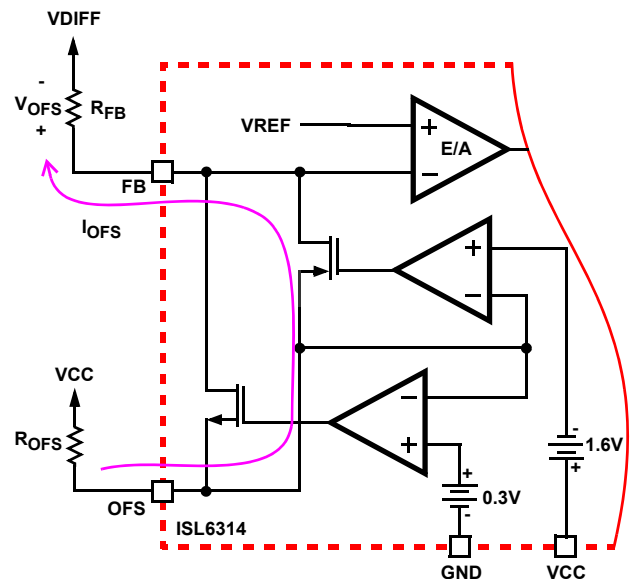 VDIFF
-
VOFS
+
RFB
VREF
+
E/A
-
FB
IOFS
+
-
VCC
ROFS
-
+
-
1.6V
+
+
0.3V
-
OFS
ISL6314
GND
VCC